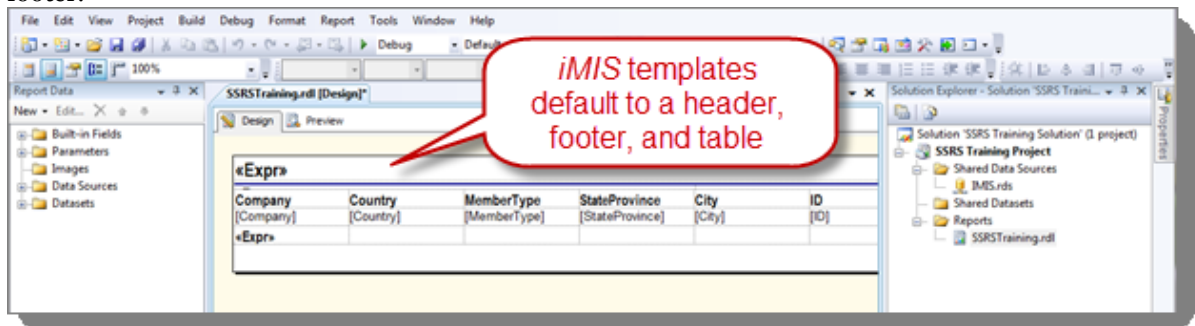 footer.
File Edit View Project Build Debug Format Report Tools Window Help
Debug
100%
iMIS templates
default to a header,
footer, and table
Report Data
New Edit...
Built-in Fields
Parameters
Images
Data Sources
Datasets
SSRSTraining.rdl [Design]*
Design Preview
«Expr»
Company Country MemberType StateProvince City ID
[Company] [Country] [MemberType] [StateProvince] [City] [ID]
«Expr»
Solution Explorer - Solution 'SSRS Traini...
Solution 'SSRS Training Solution' (1 project)
SSRS Training Project
Shared Data Sources
IMIS.rds
Shared Datasets
Reports
SSRSTraining.rdl
Properties